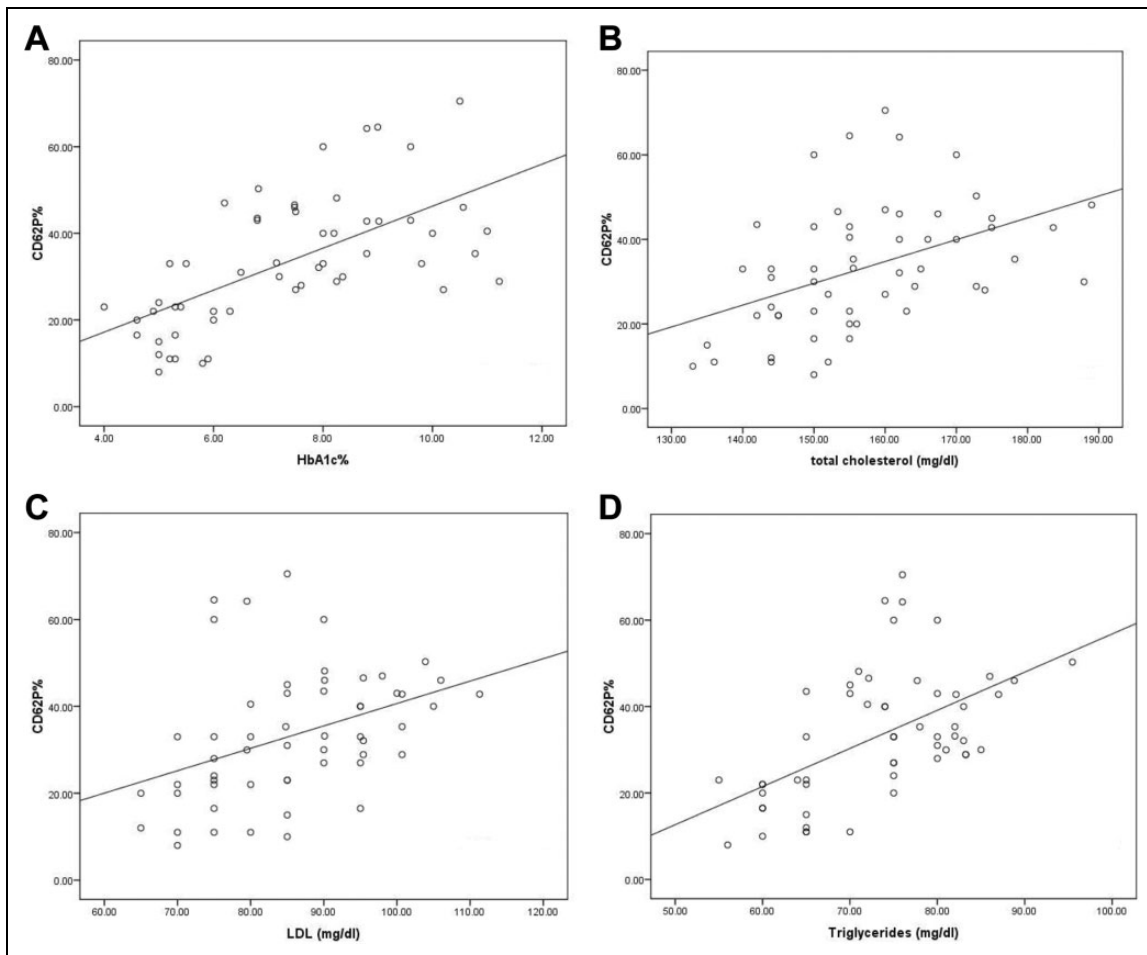 A
80.00
60.00
CD62P%
40.00
20.00
0.00
4.00 6.00 8.00 10.00 12.00
HbA1c%
B
80.00
60.00
CD62P%
40.00
20.00
0.00
130.00 140.00 150.00 160.00 170.00 180.00 190.00
total cholesterol (mg/dl)
C
80.00
60.00
CD62P%
40.00
20.00
0.00
60.00 70.00 80.00 90.00 100.00 110.00 120.00
LDL (mg/dl)
D
80.00
60.00
CD62P%
40.00
20.00
0.00
50.00 60.00 70.00 80.00 90.00 100.00
Triglycerides (mg/dl)